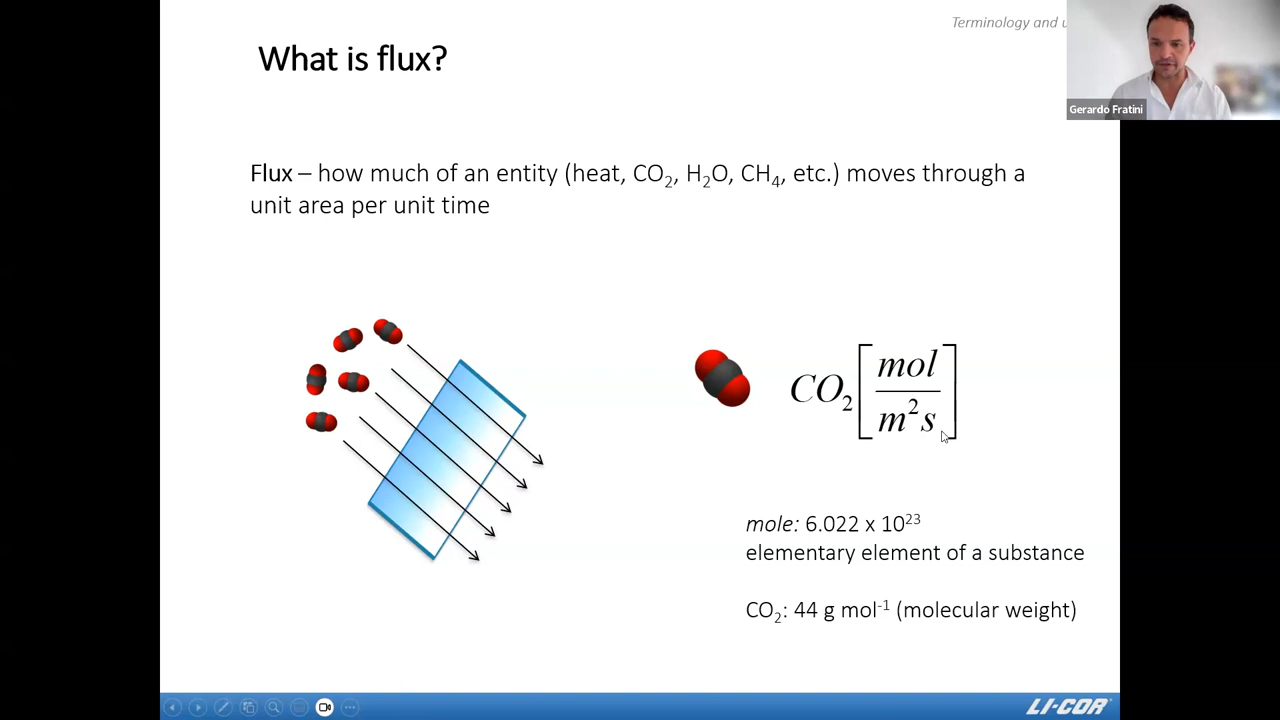 Terminology and u
What is flux?
Gerardo Fratini
Flux – how much of an entity (heat, CO₂, H₂O, CH₄, etc.) moves through a
unit area per unit time
CO₂ [mol / m²s]
mole: 6.022 x 10²³
elementary element of a substance
CO₂: 44 g mol⁻¹ (molecular weight)
LI-COR